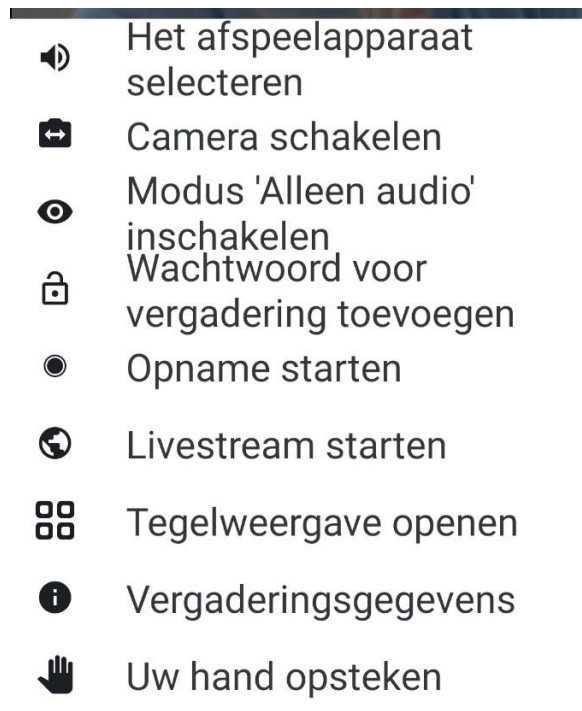 Het afspeelapparaat
selecteren
Camera schakelen
Modus 'Alleen audio'
inschakelen
Wachtwoord voor
vergadering toevoegen
Opname starten
Livestream starten
Tegelweergave openen
Vergaderingsgegevens
Uw hand opsteken